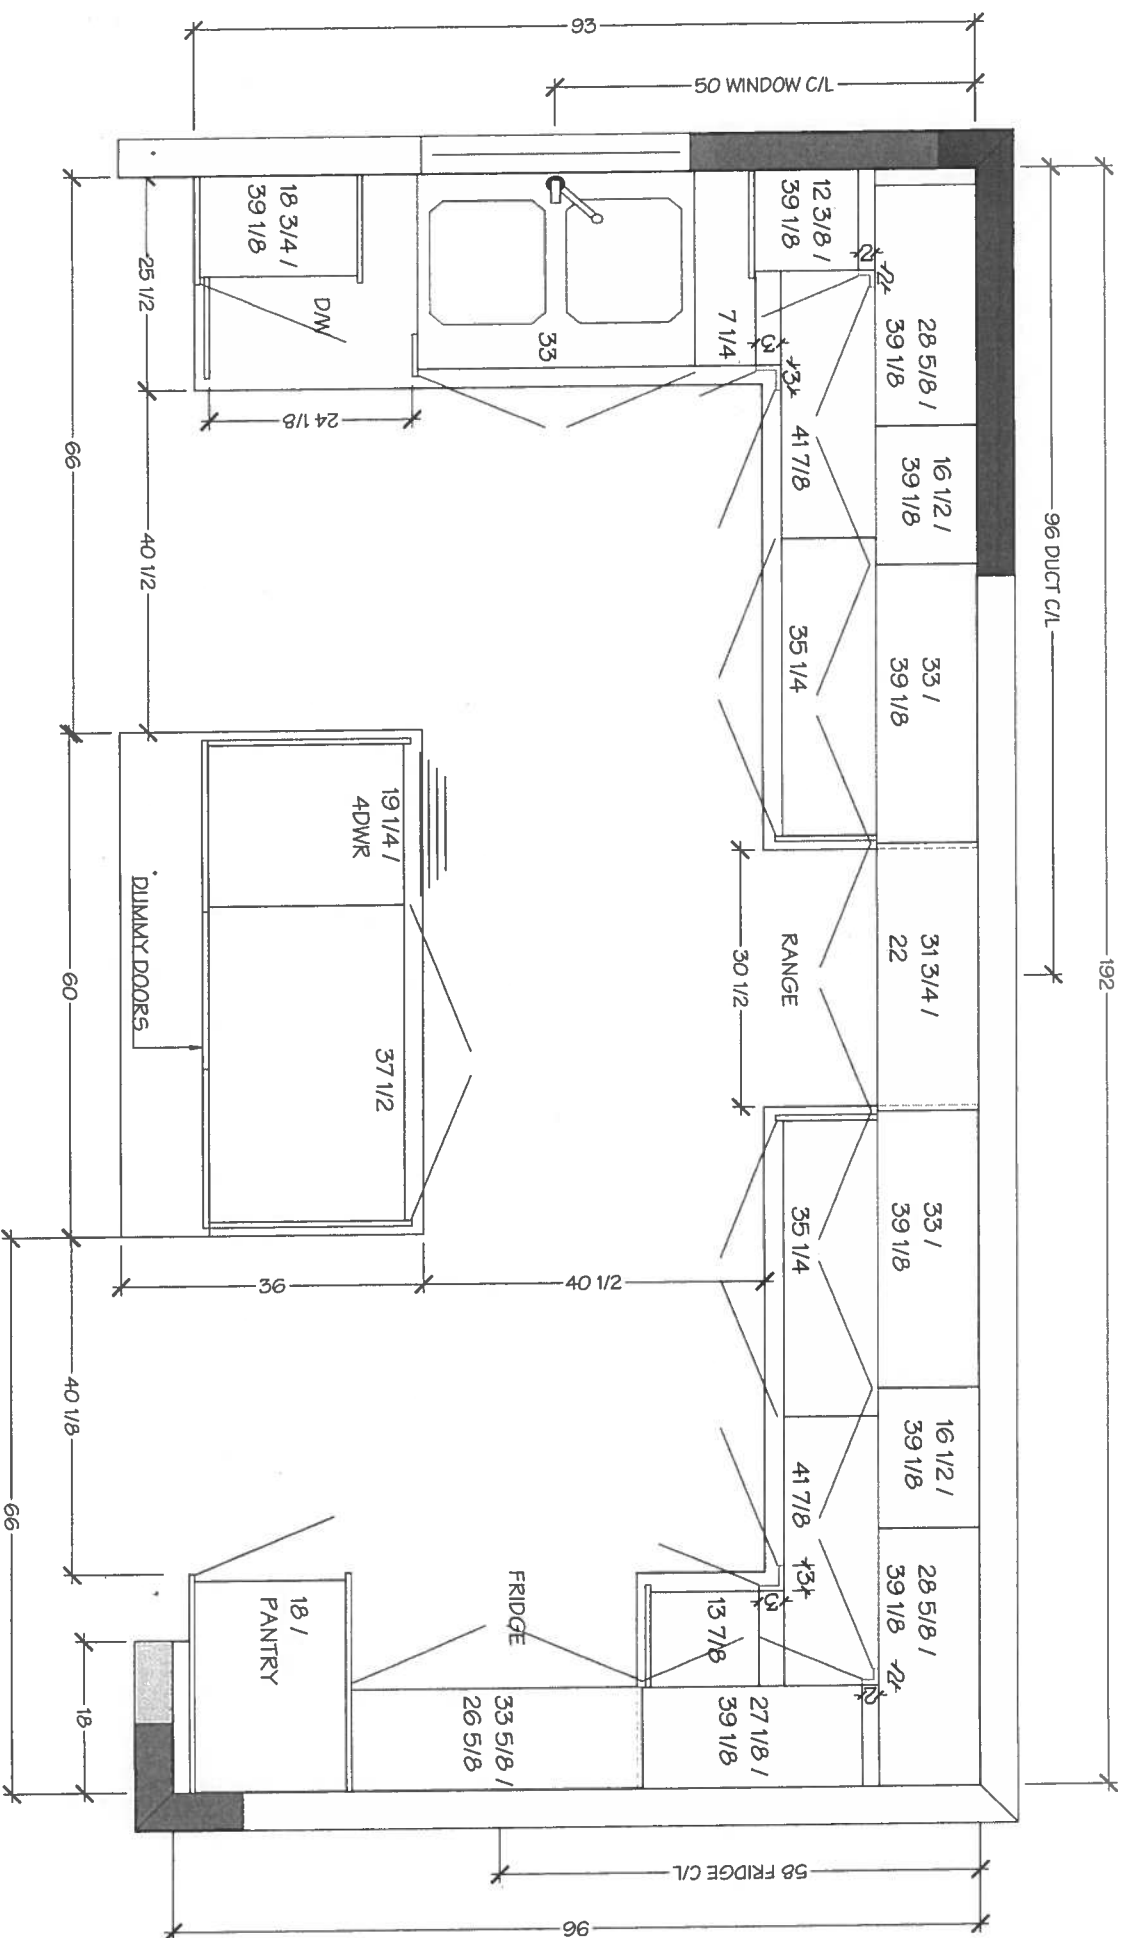 93
50 WINDOW C/L
192
96 DUCT C/L
18 3/4 /
39 1/8
12 3/8 /
39 1/8
2
2
28 5/8 /
39 1/8
16 1/2 /
39 1/8
33 /
39 1/8
31 3/4 /
22
33 /
39 1/8
16 1/2 /
39 1/8
28 5/8 /
39 1/8
2
2
D/W
33
7 1/4
3
3
41 7/8
35 1/4
RANGE
30 1/2
35 1/4
41 7/8
3
3
13 7/8
27 1/8 /
39 1/8
FRIDGE
33 5/8 /
26 5/8
18 /
PANTRY
25 1/2
24 1/8
40 1/2
66
19 1/4 /
4DWR
37 1/2
DUMMY DOORS
60
36
40 1/2
40 1/8
18
66
58 FRIDGE C/L
96